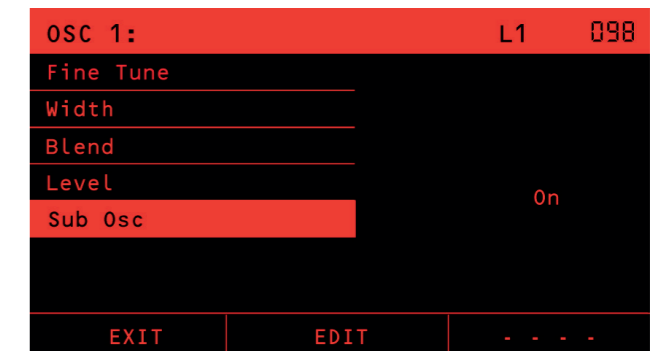 OSC 1: L1 098
Fine Tune
Width
Blend
Level
On
Sub Osc
EXIT EDIT - - - -